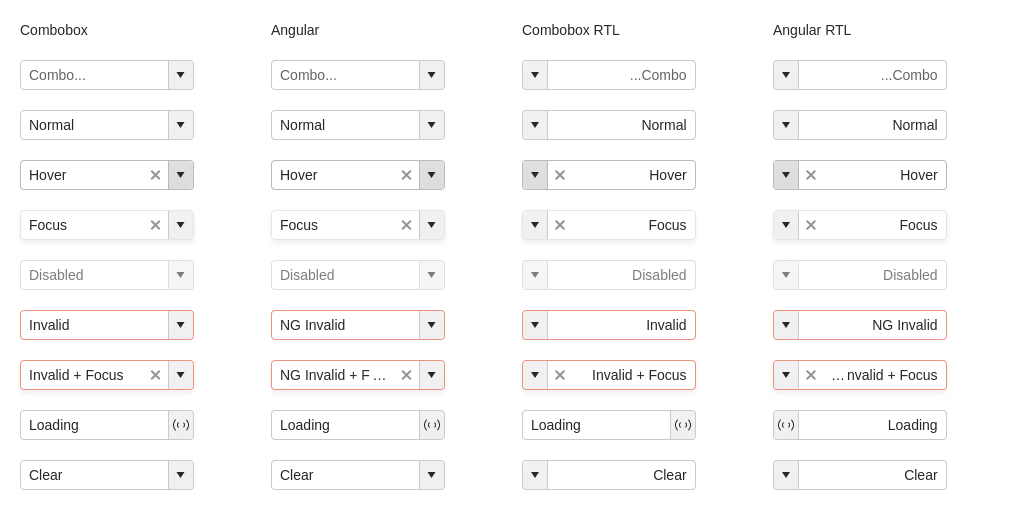 Combobox Angular Combobox RTL Angular RTL
Combo... Combo... ...Combo ...Combo
Normal Normal Normal Normal
Hover Hover Hover Hover
Focus Focus Focus Focus
Disabled Disabled Disabled Disabled
Invalid NG Invalid Invalid NG Invalid
Invalid + Focus NG Invalid + F ... Invalid + Focus ... nvalid + Focus
Loading Loading Loading Loading
Clear Clear Clear Clear